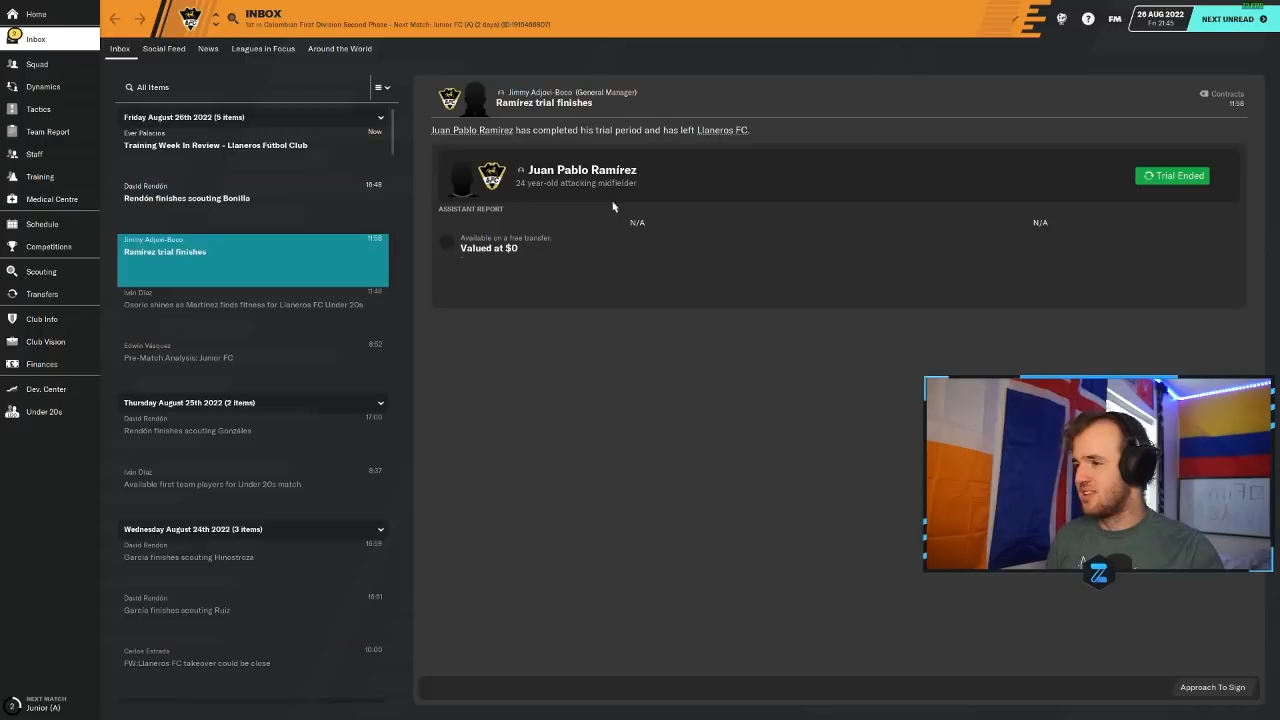 Home
INBOX
1st in Colombian First Division Second Phase - Next Match: Junior FC (A) (2 days) (ID:1915466807)
FM
26 AUG 2022
Fri 21:45
NEXT UNREAD
2
Inbox
Inbox
Social Feed
News
Leagues in Focus
Around the World
Squad
Dynamics
Tactics
Team Report
Staff
Training
Medical Centre
Schedule
Competitions
Scouting
Transfers
Club Info
Club Vision
Finances
Dev. Center
Under 20s
NEXT MATCH
2
Junior (A)
All Items
Friday August 26th 2022 (5 items)
Ever Palacios
Now
Training Week In Review - Llaneros Fútbol Club
David Rendón
16:48
Rendón finishes scouting Bonilla
Jimmy Adjovi-Boco
11:58
Ramírez trial finishes
Iván Díaz
11:48
Osorio shines as Martínez finds fitness for Llaneros FC Under 20s
Edwin Vásquez
8:52
Pre-Match Analysis: Junior FC
Thursday August 25th 2022 (2 items)
David Rendón
17:00
Rendón finishes scouting González
Iván Díaz
8:37
Available first team players for Under 20s match
Wednesday August 24th 2022 (3 items)
David Rendón
16:59
García finishes scouting Hinostroza
David Rendón
16:51
García finishes scouting Ruiz
Carlos Estrada
10:00
FW:Llaneros FC takeover could be close
Jimmy Adjovi-Boco (General Manager)
Ramírez trial finishes
Contracts
11:58
Juan Pablo Ramírez has completed his trial period and has left Llaneros FC.
Juan Pablo Ramírez
24 year-old attacking midfielder
Trial Ended
ASSISTANT REPORT
N/A
N/A
Available on a free transfer.
Valued at $0
-
Approach To Sign